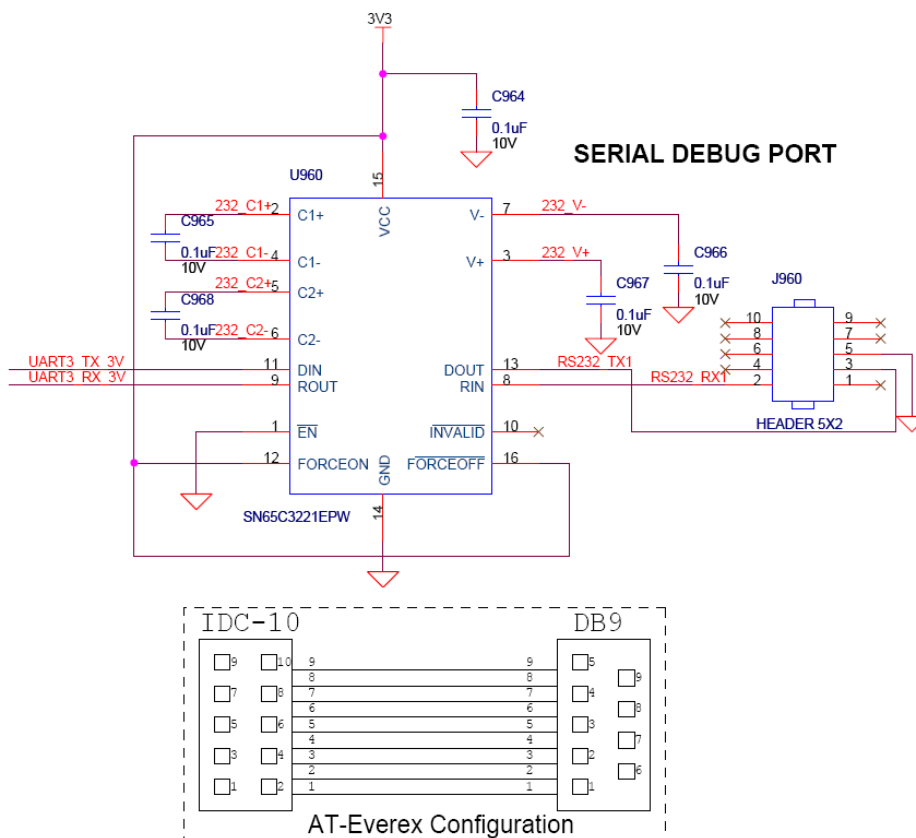 3V3
C964
0.1uF
10V
SERIAL DEBUG PORT
U960
15
VCC
232_C1+ 2 C1+
C965
0.1uF
10V
232_C1- 4 C1-
232_C2+ 5 C2+
C968
0.1uF
10V
232_C2- 6 C2-
V- 7 232_V-
V+ 3 232_V+
C966
0.1uF
10V
C967
0.1uF
10V
J960
10 9
8 7
6 5
4 3
2 1
HEADER 5X2
UART3_TX_3V 11 DIN
UART3_RX_3V 9 ROUT
DOUT 13 RS232_TX1
RIN 8 RS232_RX1
1 EN
INVALID 10
12 FORCEON
FORCEOFF 16
GND
14
SN65C3221EPW
IDC-10 DB9
9 10
7 8
5 6
3 4
1 2
9 9
8 8
7 7
6 6
5 5
4 4
3 3
2 2
1 1
5
9
4
8
3
7
2
6
1
AT-Everex Configuration